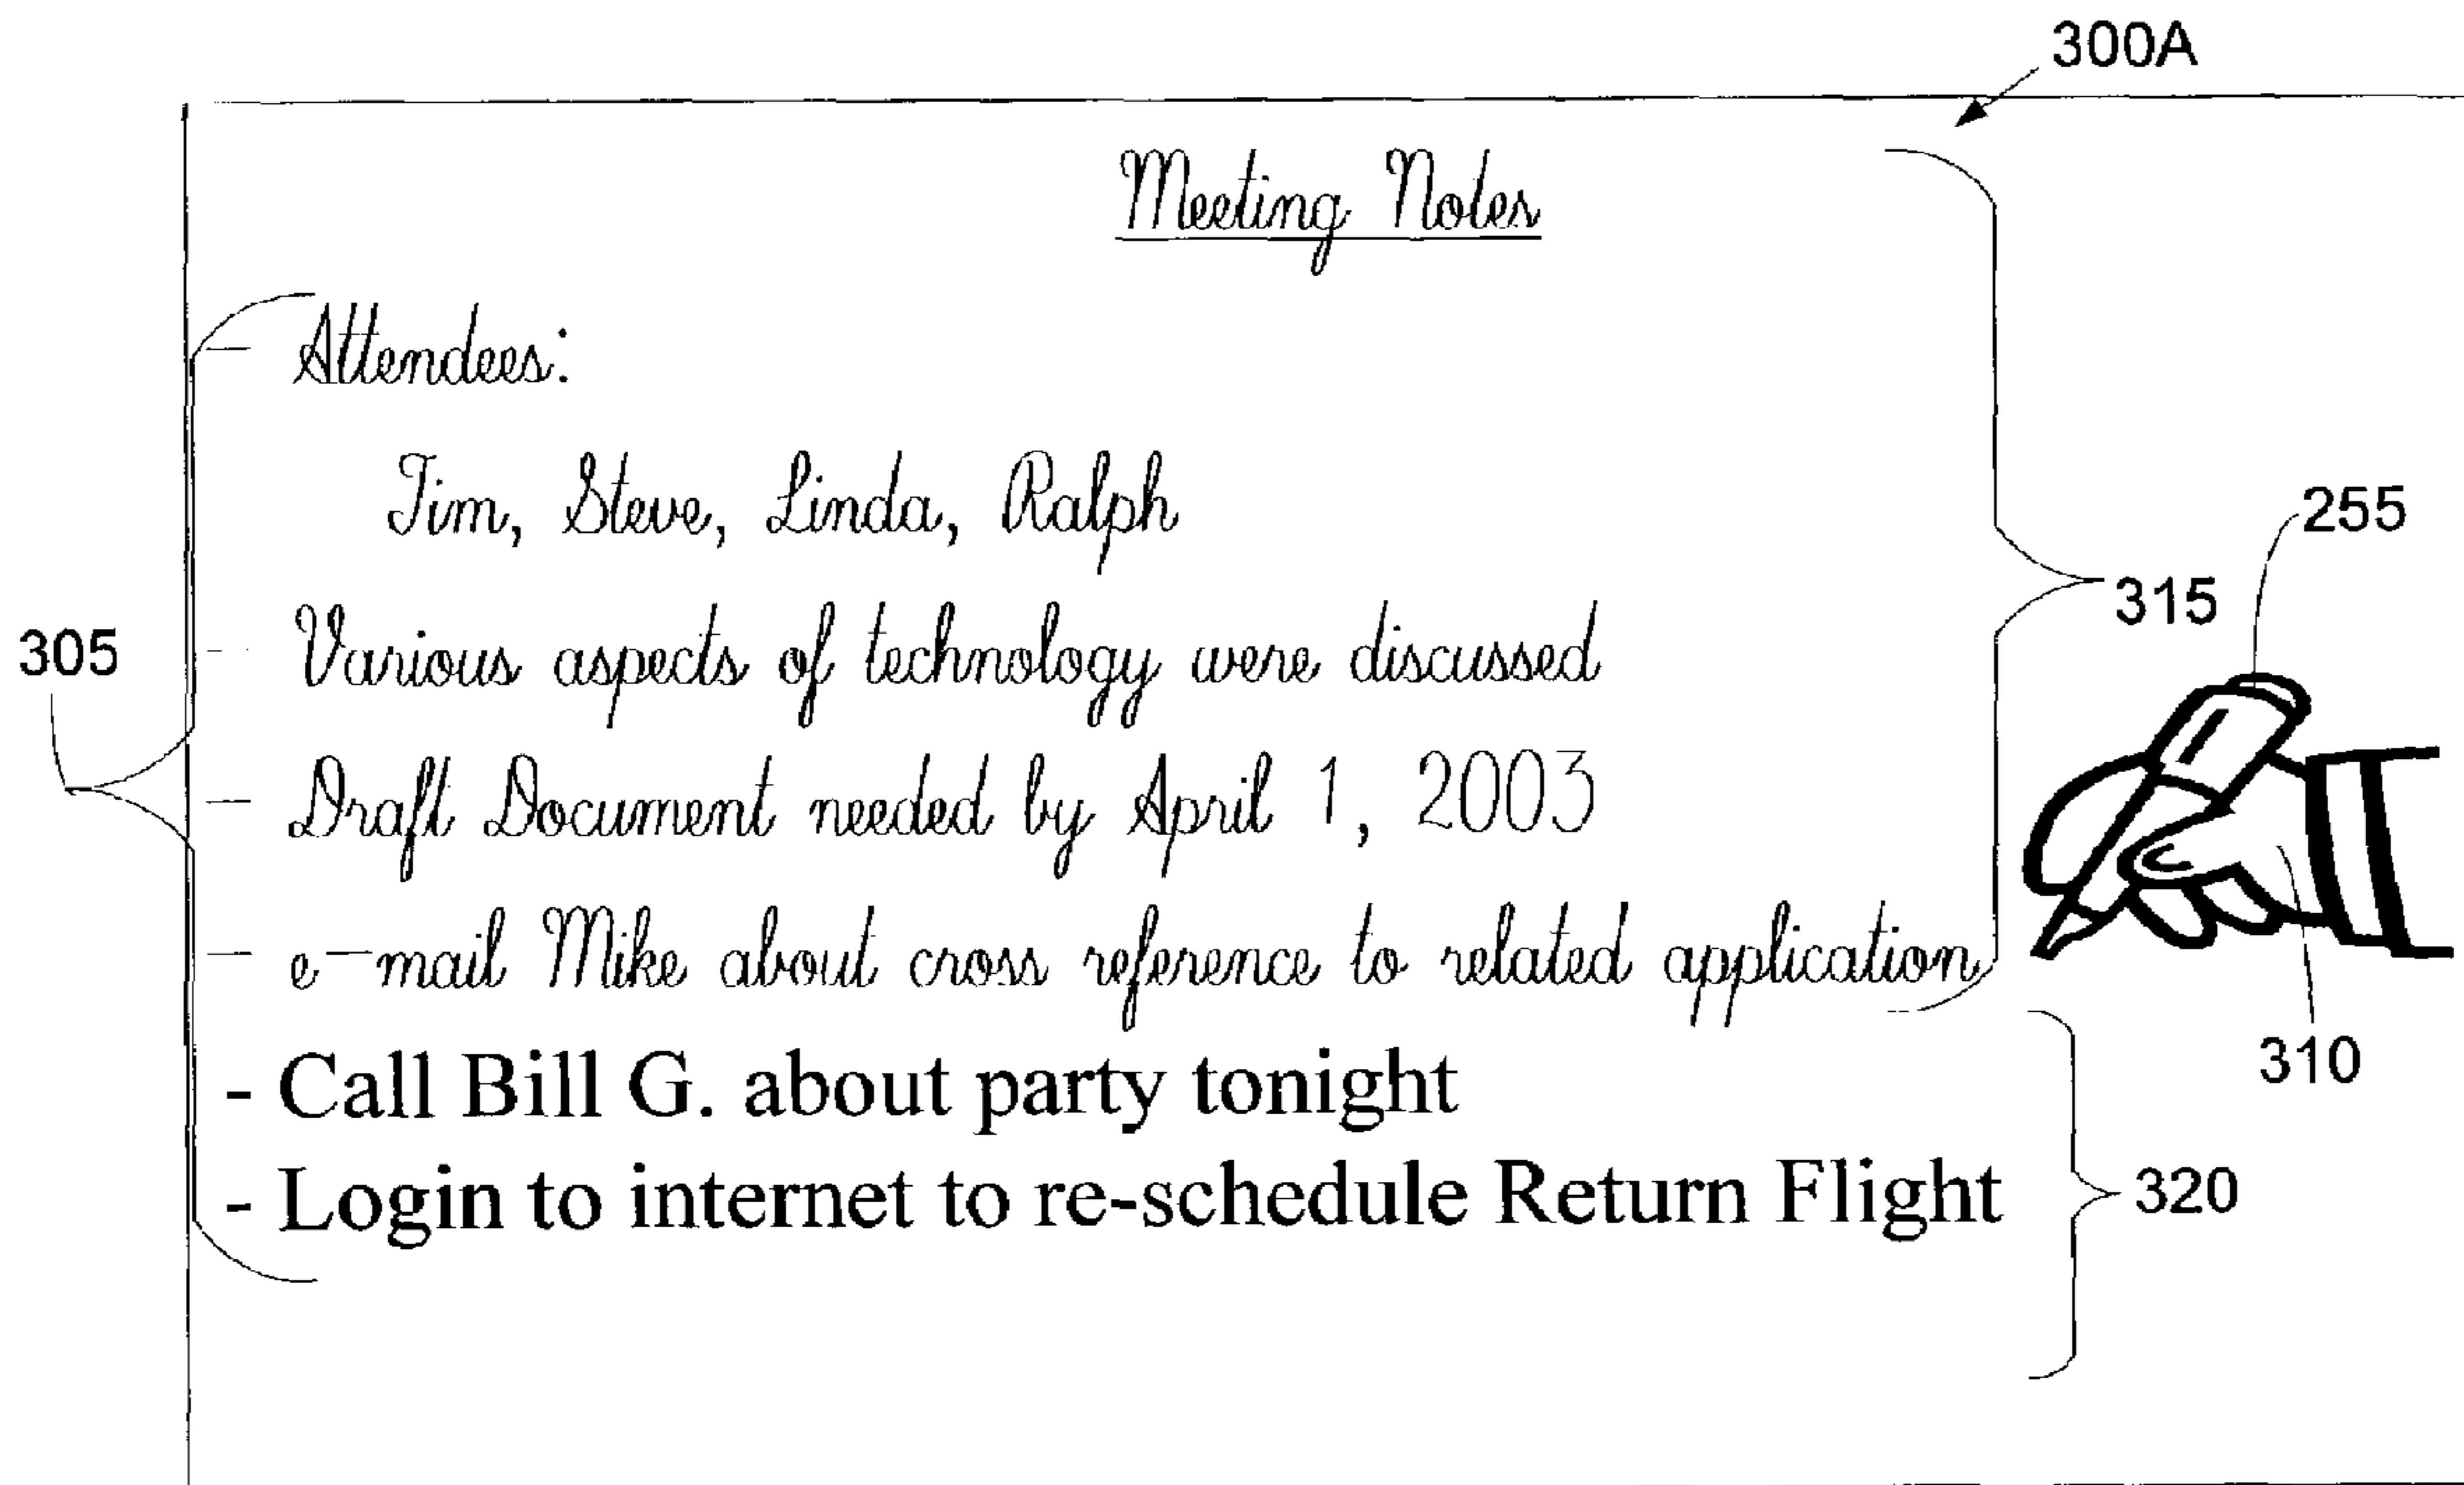 300A
Meeting Notes
- Attendees:
Tim, Steve, Linda, Ralph
255
315
305
- Various aspects of technology were discussed
- Draft Document needed by April 1, 2003
- e-mail Mike about cross reference to related application
310
- Call Bill G. about party tonight
- Login to internet to re-schedule Return Flight
320